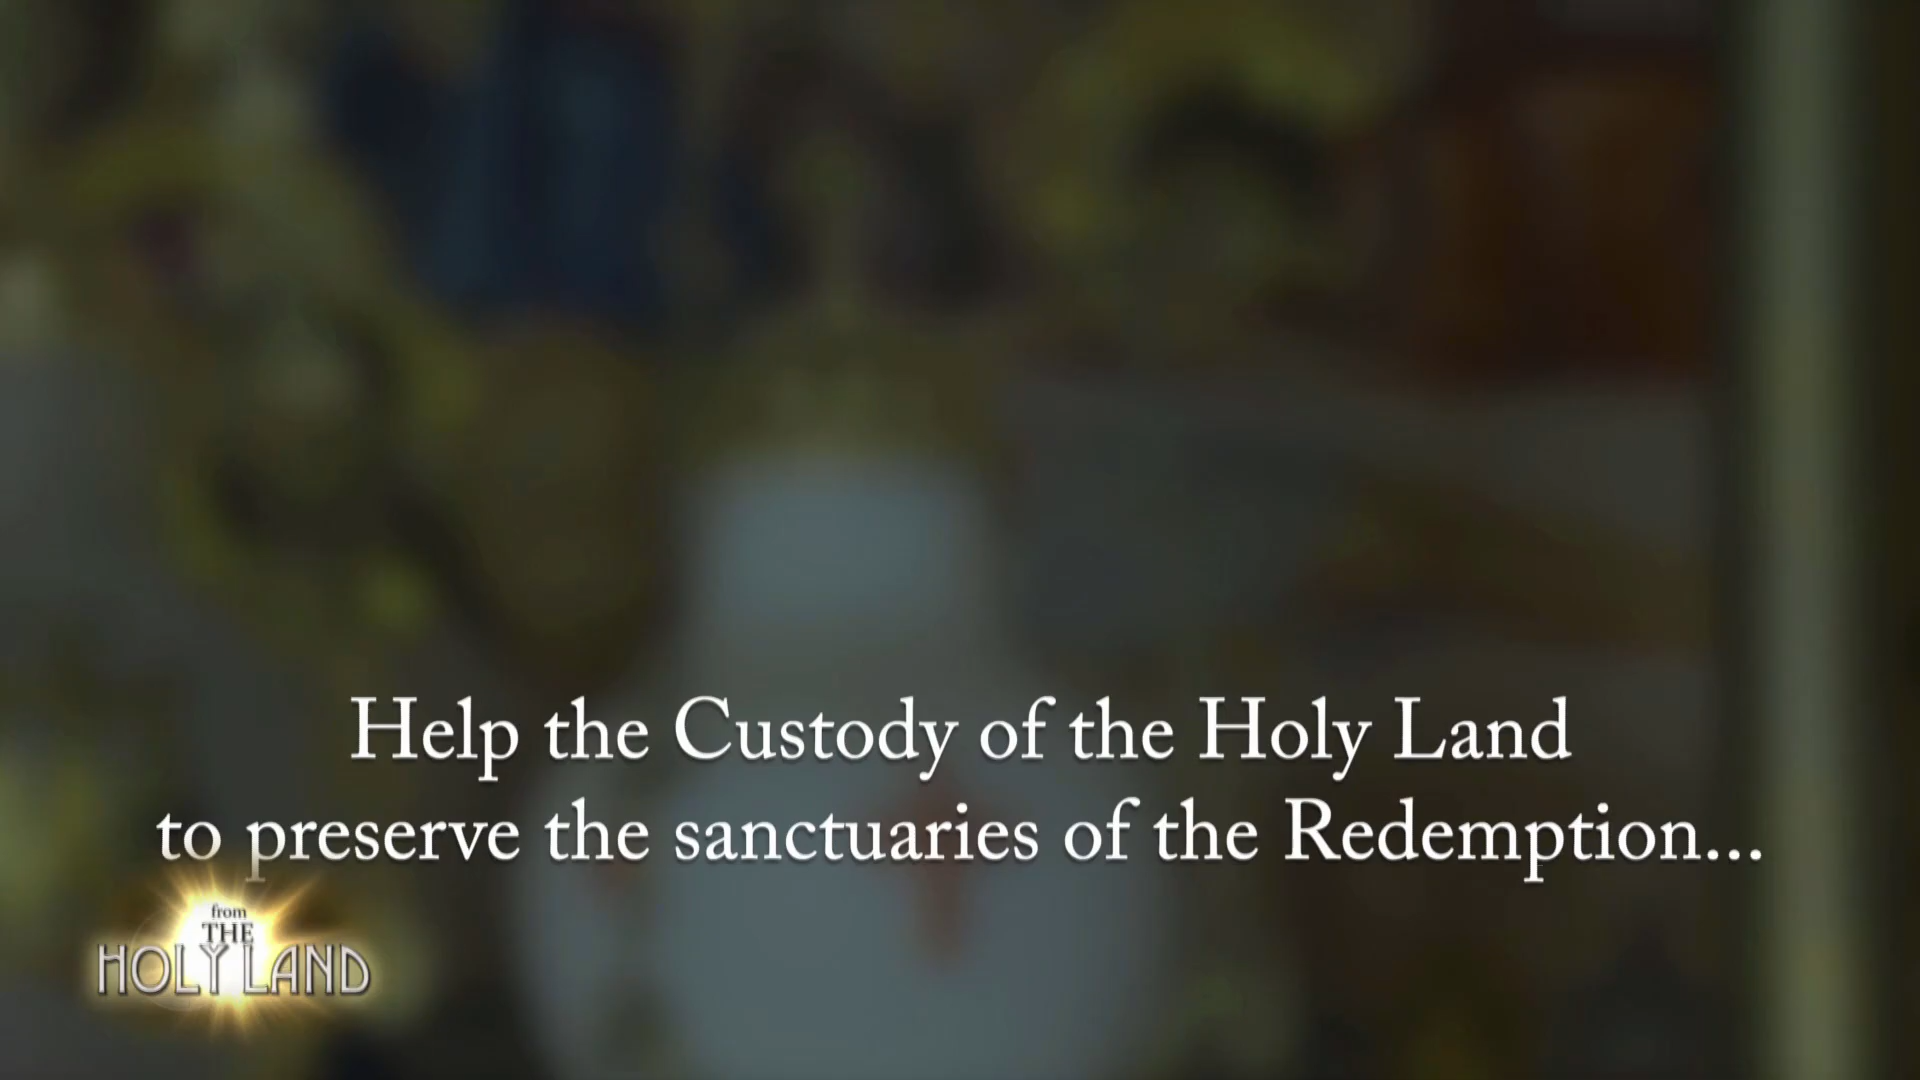 Help the Custody of the Holy Land
to preserve the sanctuaries of the Redemption...
from
THE
HOLY LAND